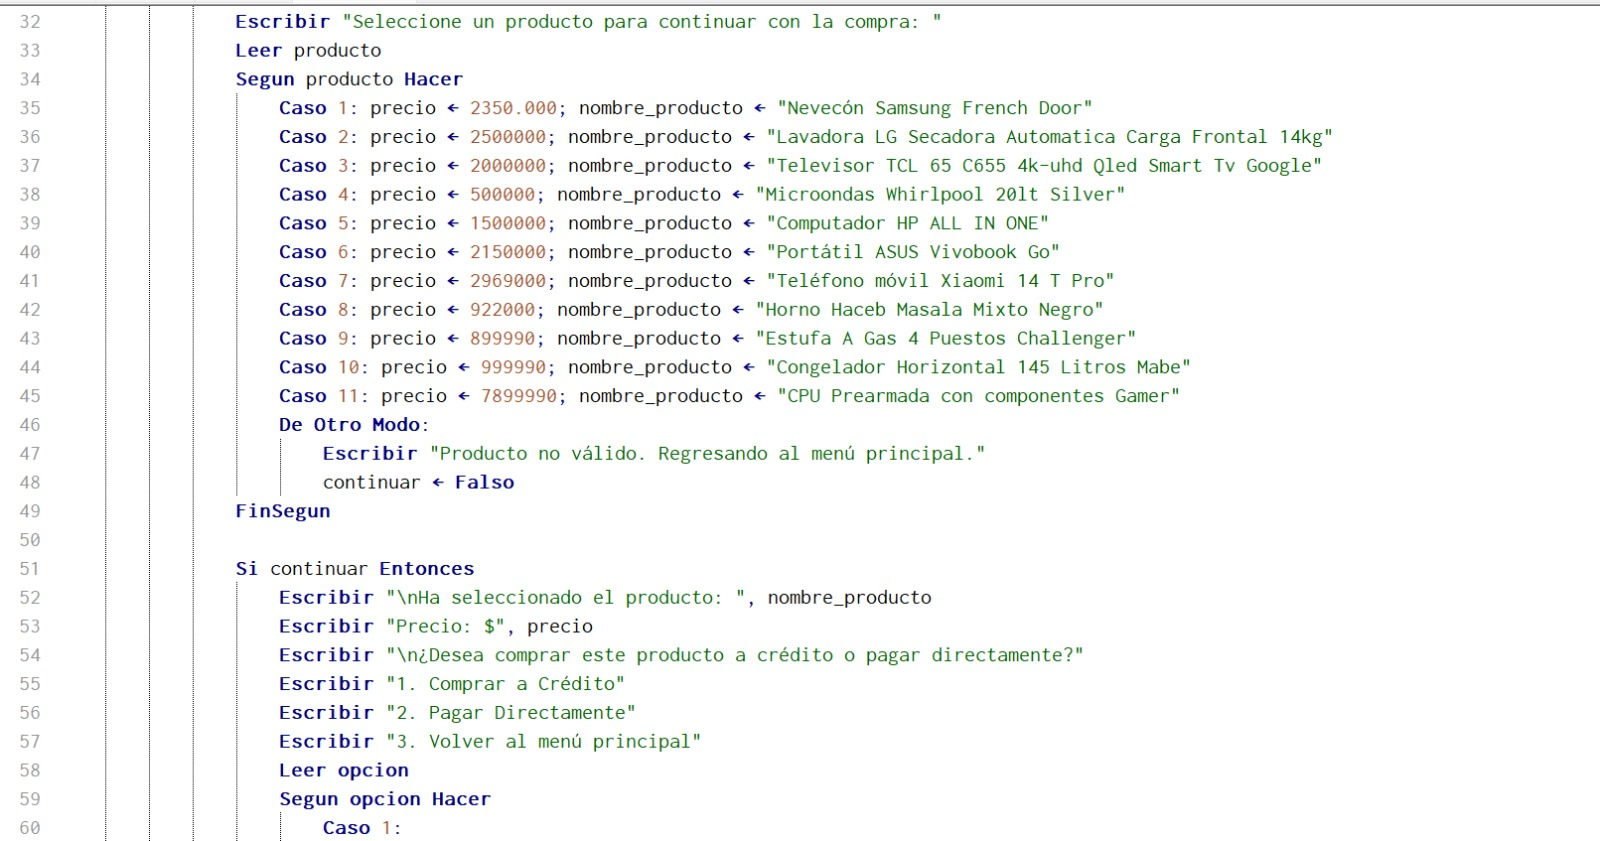 32 Escribir "Seleccione un producto para continuar con la compra: "
33 Leer producto
34 Segun producto Hacer
35 Caso 1: precio ← 2350.000; nombre_producto ← "Nevecón Samsung French Door"
36 Caso 2: precio ← 2500000; nombre_producto ← "Lavadora LG Secadora Automatica Carga Frontal 14kg"
37 Caso 3: precio ← 2000000; nombre_producto ← "Televisor TCL 65 C655 4k-uhd Qled Smart Tv Google"
38 Caso 4: precio ← 500000; nombre_producto ← "Microondas Whirlpool 20lt Silver"
39 Caso 5: precio ← 1500000; nombre_producto ← "Computador HP ALL IN ONE"
40 Caso 6: precio ← 2150000; nombre_producto ← "Portátil ASUS Vivobook Go"
41 Caso 7: precio ← 2969000; nombre_producto ← "Teléfono móvil Xiaomi 14 T Pro"
42 Caso 8: precio ← 922000; nombre_producto ← "Horno Haceb Masala Mixto Negro"
43 Caso 9: precio ← 899990; nombre_producto ← "Estufa A Gas 4 Puestos Challenger"
44 Caso 10: precio ← 999990; nombre_producto ← "Congelador Horizontal 145 Litros Mabe"
45 Caso 11: precio ← 7899990; nombre_producto ← "CPU Prearmada con componentes Gamer"
46 De Otro Modo:
47 Escribir "Producto no válido. Regresando al menú principal."
48 continuar ← Falso
49 FinSegun
50
51 Si continuar Entonces
52 Escribir "\nHa seleccionado el producto: ", nombre_producto
53 Escribir "Precio: $", precio
54 Escribir "\n¿Desea comprar este producto a crédito o pagar directamente?"
55 Escribir "1. Comprar a Crédito"
56 Escribir "2. Pagar Directamente"
57 Escribir "3. Volver al menú principal"
58 Leer opcion
59 Segun opcion Hacer
60 Caso 1: